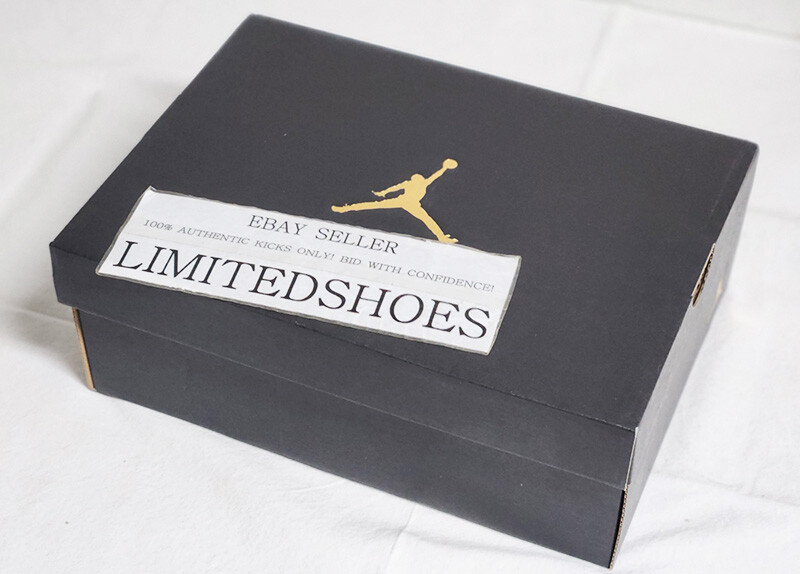 EBAY SELLER
100% AUTHENTIC KICKS ONLY! BID WITH CONFIDENCE!
LIMITEDSHOES